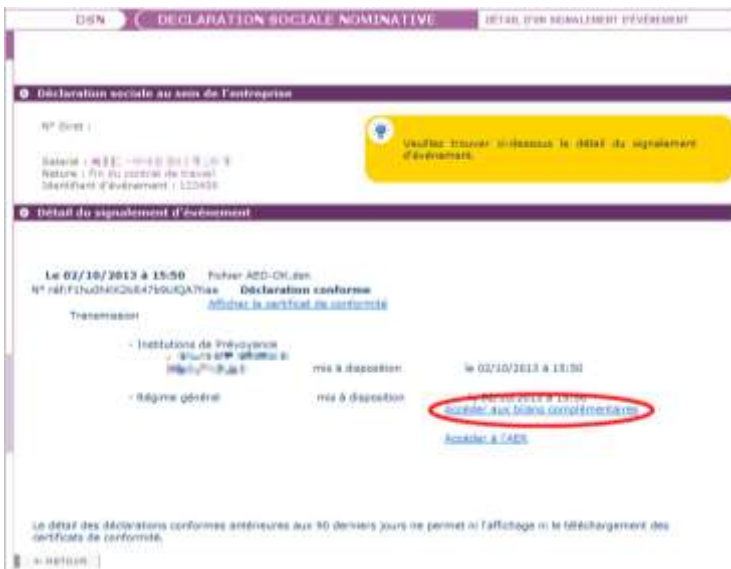 DSN DECLARATION SOCIALE NOMINATIVE DÉTAIL D'UN SIGNALEMENT D'ÉVÉNEMENT
Déclaration sociale au sein de l'entreprise
N° Siret :
Veuillez trouver ci-dessous le détail du signalement
d'événement.
Salarié :
Nature : Fin du contrat de travail
Identifiant d'événement : 123456
Détail du signalement d'événement
Le 02/10/2013 à 15:50 Fichier AED-OK.dsn
N° réf: Déclaration conforme
Afficher le certificat de conformité
Transmission
- Institutions de Prévoyance
mis à disposition le 02/10/2013 à 15:50
- Régime général mis à disposition
Accéder aux bilans complémentaires
Accéder à l'AER
Le détail des déclarations conformes antérieures aux 90 derniers jours ne permet ni l'affichage ni le téléchargement des
certificats de conformité.
RETOUR